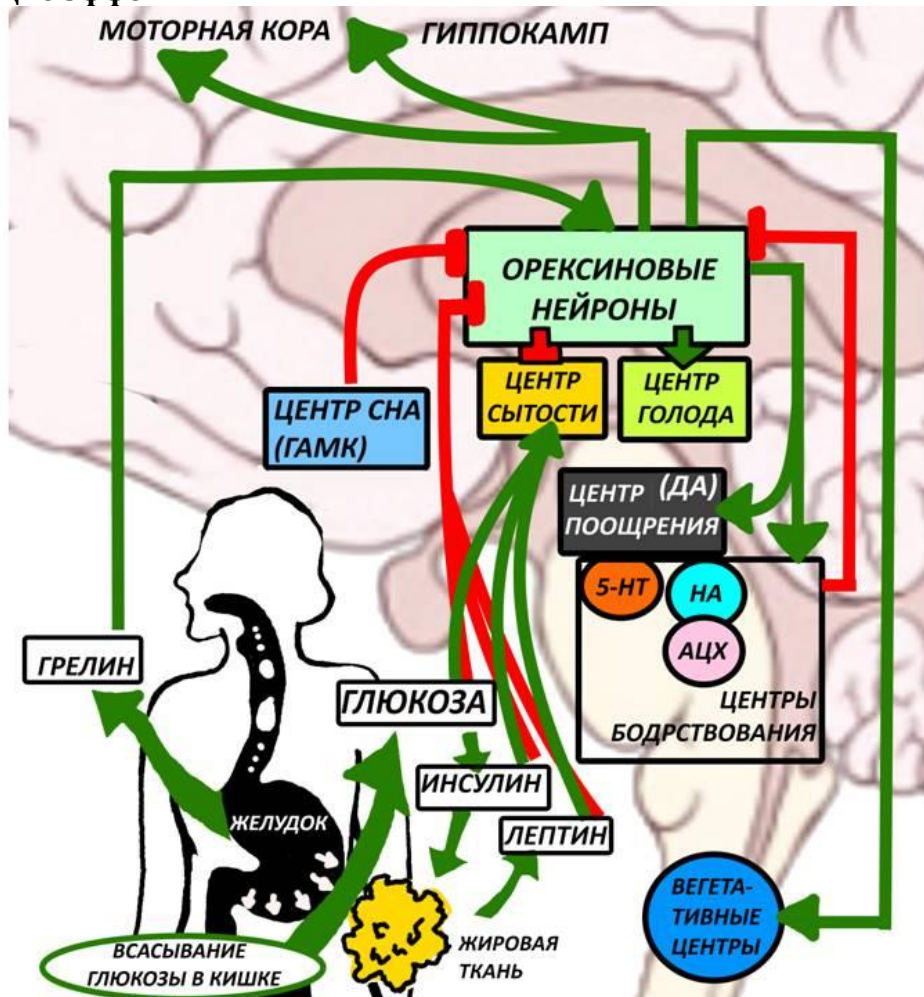 МОТОРНАЯ КОРА
ГИППОКАМП
ОРЕКСИНОВЫЕ
НЕЙРОНЫ
ЦЕНТР СНА
(ГАМК)
ЦЕНТР
СЫТОСТИ
ЦЕНТР
ГОЛОДА
ЦЕНТР (ДА)
ПООЩРЕНИЯ
5-НТ
НА
АЦХ
ЦЕНТРЫ
БОДРСТВОВАНИЯ
ГРЕЛИН
ГЛЮКОЗА
ИНСУЛИН
ЛЕПТИН
ЖЕЛУДОК
ВСАСЫВАНИЕ
ГЛЮКОЗЫ В КИШКЕ
ЖИРОВАЯ
ТКАНЬ
ВЕГЕТА-
ТИВНЫЕ
ЦЕНТРЫ